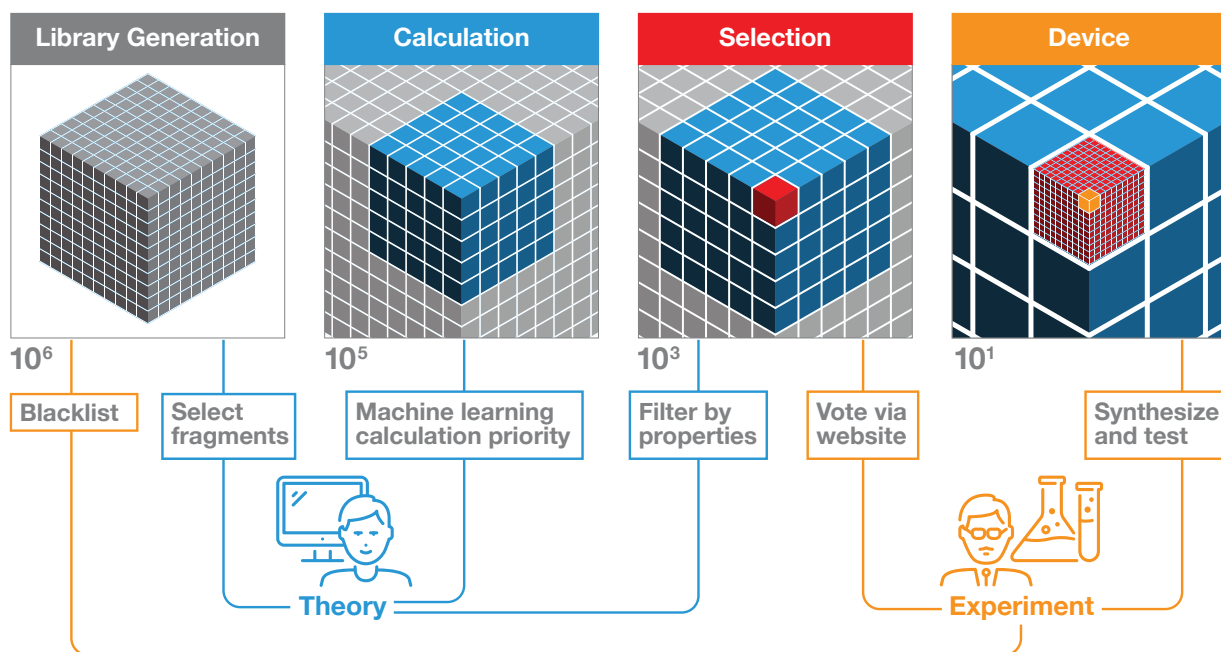 Library Generation
Calculation
Selection
Device
10⁶
10⁵
10³
10¹
Blacklist
Select
fragments
Machine learning
calculation priority
Filter by
properties
Vote via
website
Synthesize
and test
Theory
Experiment